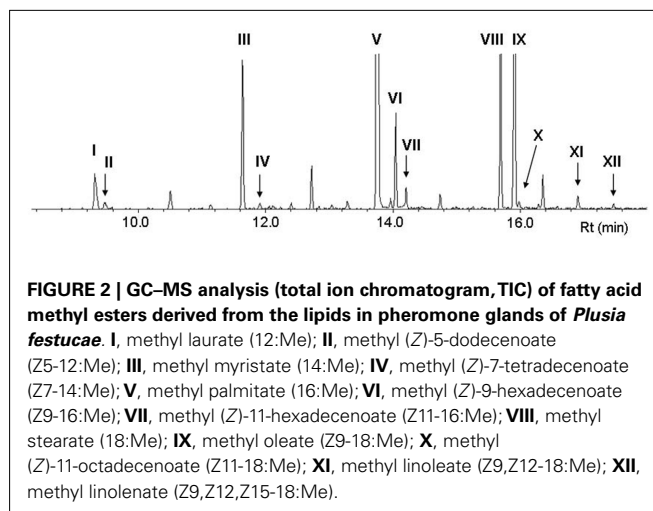 III V VIII IX
VI
I II IV VII X XI XII
10.0 12.0 14.0 16.0 Rt (min)
FIGURE 2 | GC–MS analysis (total ion chromatogram, TIC) of fatty acid
methyl esters derived from the lipids in pheromone glands of Plusia
festucae. I, methyl laurate (12:Me); II, methyl (Z)-5-dodecenoate
(Z5-12:Me); III, methyl myristate (14:Me); IV, methyl (Z)-7-tetradecenoate
(Z7-14:Me); V, methyl palmitate (16:Me); VI, methyl (Z)-9-hexadecenoate
(Z9-16:Me); VII, methyl (Z)-11-hexadecenoate (Z11-16:Me); VIII, methyl
stearate (18:Me); IX, methyl oleate (Z9-18:Me); X, methyl
(Z)-11-octadecenoate (Z11-18:Me); XI, methyl linoleate (Z9,Z12-18:Me); XII,
methyl linolenate (Z9,Z12,Z15-18:Me).